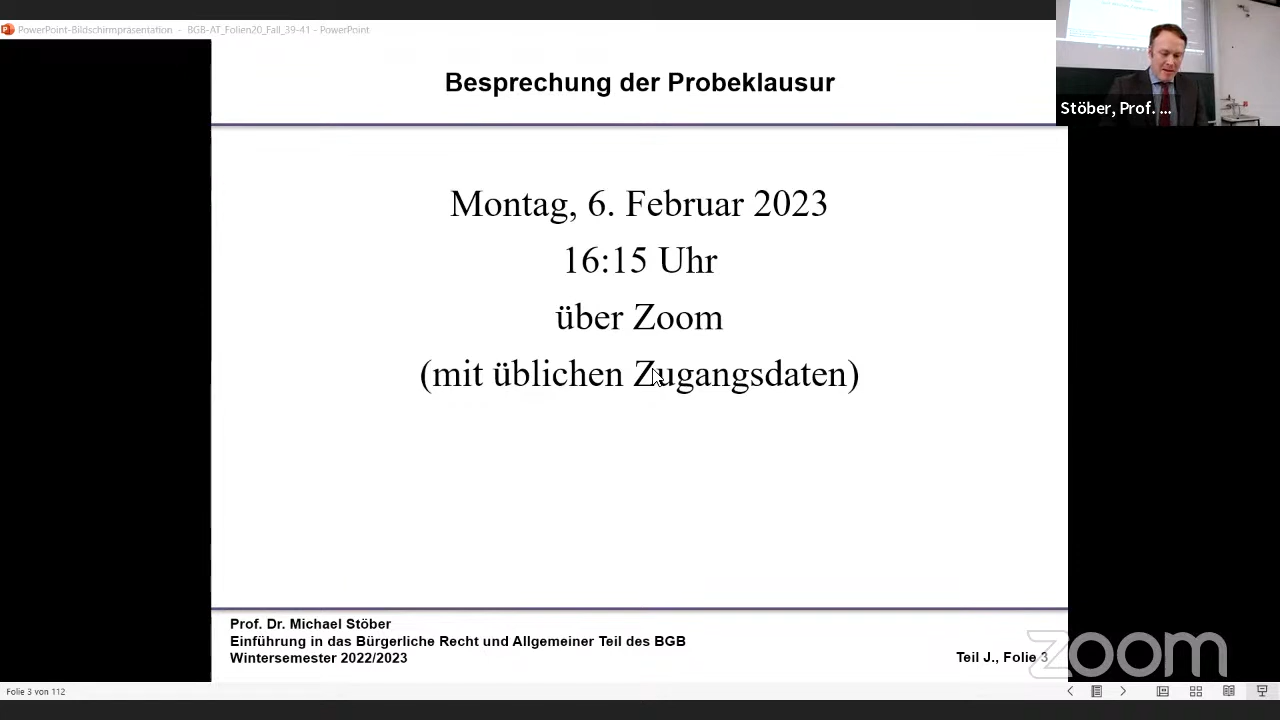 PowerPoint-Bildschirmpräsentation - BGB-AT_Folien20_Fall_39-41 - PowerPoint
Besprechung der Probeklausur
Stöber, Prof. ...
Montag, 6. Februar 2023
16:15 Uhr
über Zoom
(mit üblichen Zugangsdaten)
Prof. Dr. Michael Stöber
Einführung in das Bürgerliche Recht und Allgemeiner Teil des BGB
Wintersemester 2022/2023
Teil J., Folie 3
zoom
Folie 3 von 112